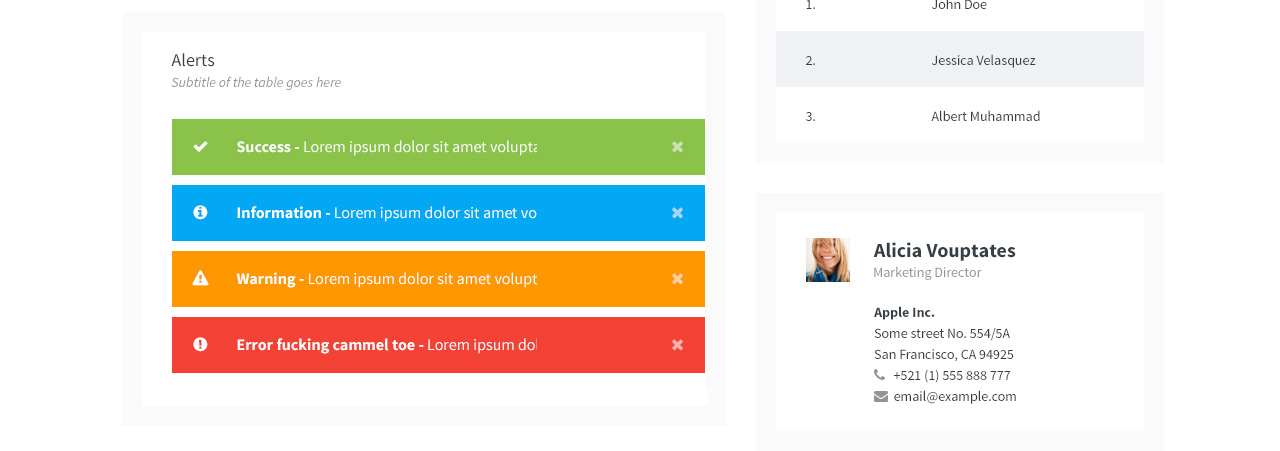 Alerts
Subtitle of the table goes here
Success - Lorem ipsum dolor sit amet volupta
Information - Lorem ipsum dolor sit amet vo
Warning - Lorem ipsum dolor sit amet volupt
Error fucking cammel toe - Lorem ipsum dol
1. John Doe
2. Jessica Velasquez
3. Albert Muhammad
Alicia Vouptates
Marketing Director
Apple Inc.
Some street No. 554/5A
San Francisco, CA 94925
+521 (1) 555 888 777
email@example.com